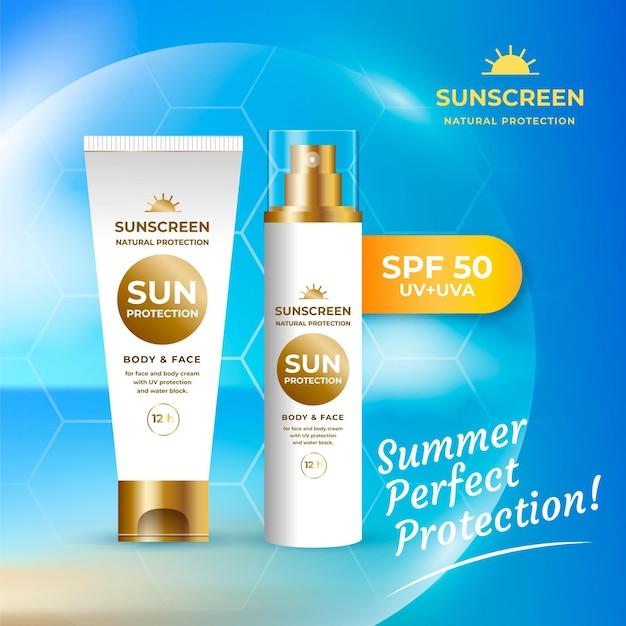 SUNSCREEN
NATURAL PROTECTION
SUNSCREEN
NATURAL PROTECTION
SUN
PROTECTION
BODY & FACE
for face and body cream
with UV protection
and water block.
12 h
SUNSCREEN
NATURAL PROTECTION
SUN
PROTECTION
BODY & FACE
for face and body cream
with UV protection
and water block.
12 h
SPF 50
UV+UVA
Summer
Perfect
Protection!